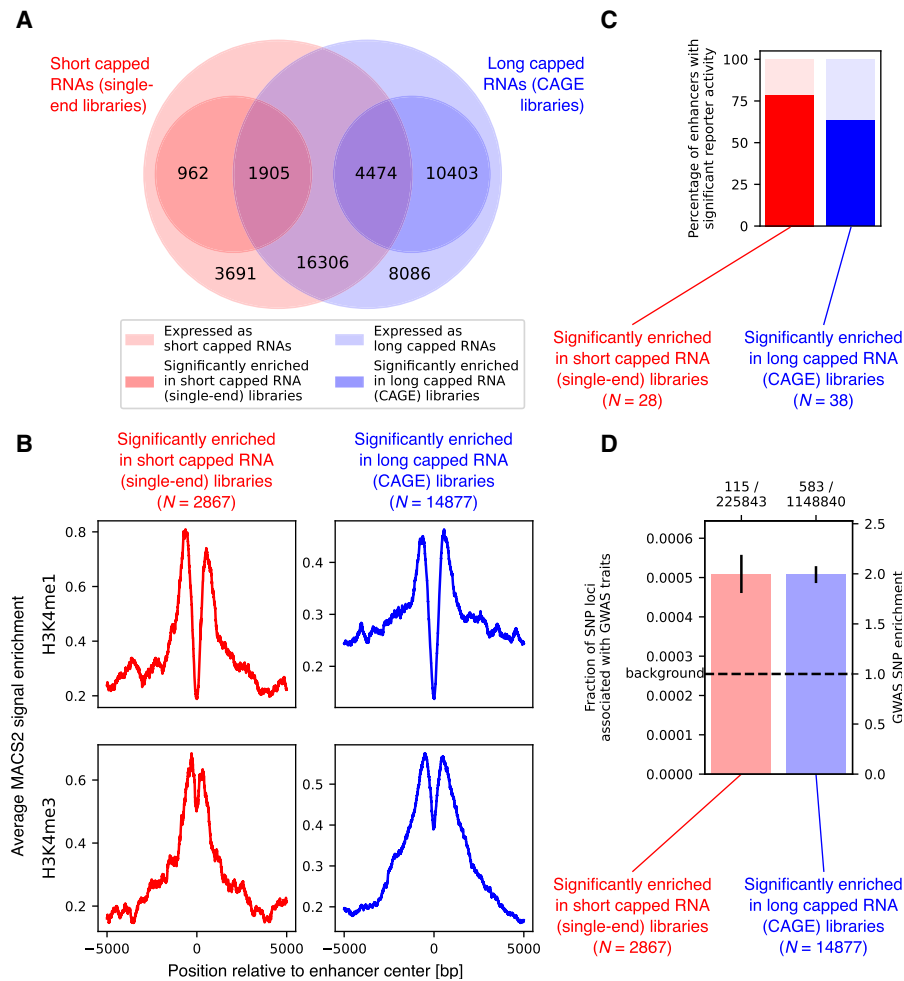 A
Short capped
RNAs (single-
end libraries)
Long capped
RNAs (CAGE
libraries)
962
1905
4474
10403
3691
16306
8086
Expressed as
short capped RNAs
Significantly enriched
in short capped RNA
(single-end) libraries
Expressed as
long capped RNAs
Significantly enriched
in long capped RNA
(CAGE) libraries
B
Significantly enriched
in short capped RNA
(single-end) libraries
(N = 2867)
Significantly enriched
in long capped RNA
(CAGE) libraries
(N = 14877)
Average MACS2 signal enrichment
H3K4me1
0.8
0.6
0.4
0.2
0.4
0.3
0.2
H3K4me3
0.6
0.4
0.2
0.5
0.4
0.3
0.2
−5000
0
5000
−5000
0
5000
Position relative to enhancer center [bp]
C
Percentage of enhancers with
significant reporter activity
100
75
50
25
0
Significantly enriched
in short capped RNA
(single-end) libraries
(N = 28)
Significantly enriched
in long capped RNA
(CAGE) libraries
(N = 38)
D
115 /
225843
583 /
1148840
Fraction of SNP loci
associated with GWAS traits
0.0006
0.0005
0.0004
0.0003
background
0.0002
0.0001
0.0000
2.5
2.0
1.5
1.0
0.5
0.0
GWAS SNP enrichment
Significantly enriched
in short capped RNA
(single-end) libraries
(N = 2867)
Significantly enriched
in long capped RNA
(CAGE) libraries
(N = 14877)